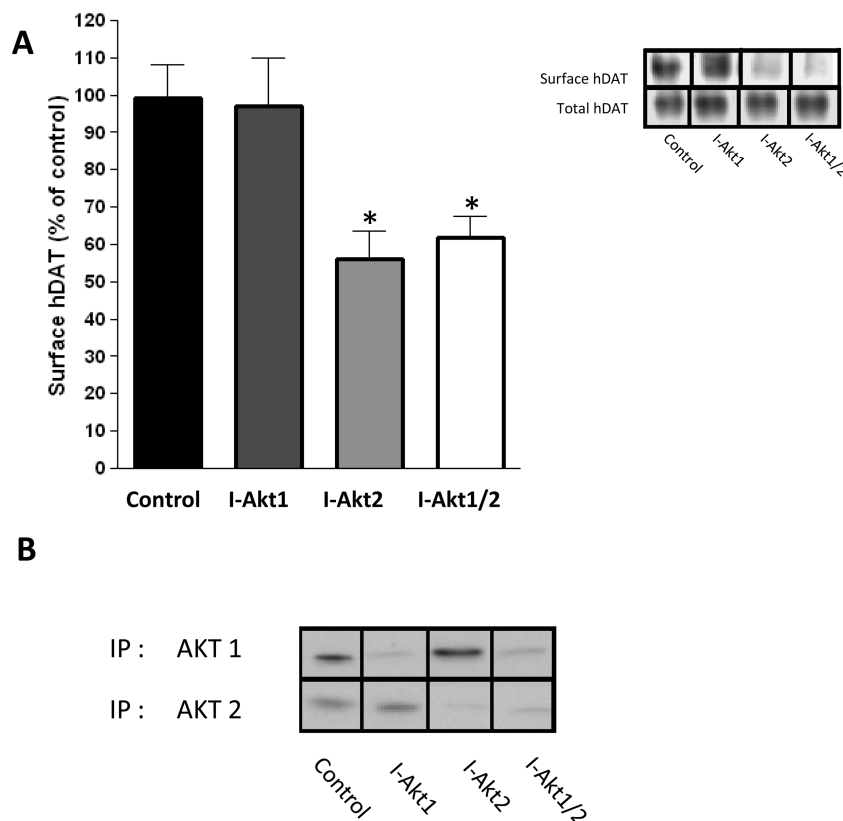 A
Surface hDAT (% of control)
120
110
100
90
80
70
60
50
40
30
20
10
0
*
*
Control I-Akt1 I-Akt2 I-Akt1/2
Surface hDAT
Total hDAT
Control I-Akt1 I-Akt2 I-Akt1/2
B
IP : AKT 1
IP : AKT 2
Control I-Akt1 I-Akt2 I-Akt1/2